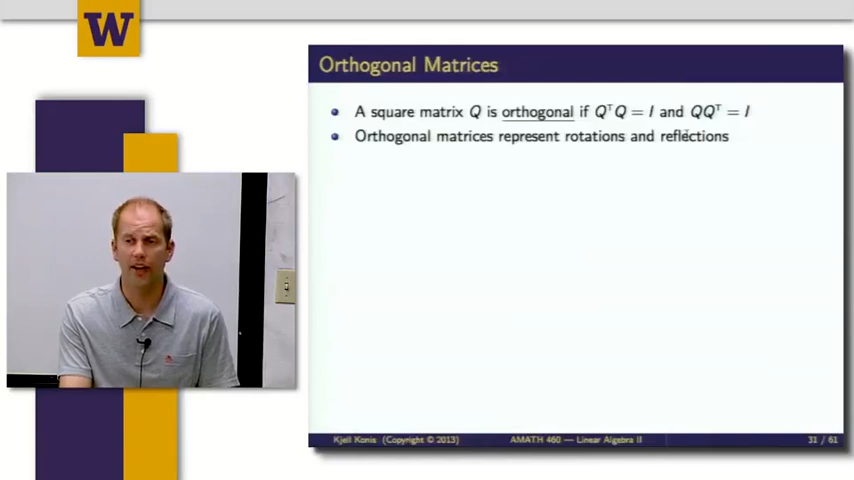 W
Orthogonal Matrices
A square matrix Q is orthogonal if QᵀQ = I and QQᵀ = I
Orthogonal matrices represent rotations and reflections
Kjell Konis (Copyright © 2013) AMATH 460 — Linear Algebra II 31 / 61